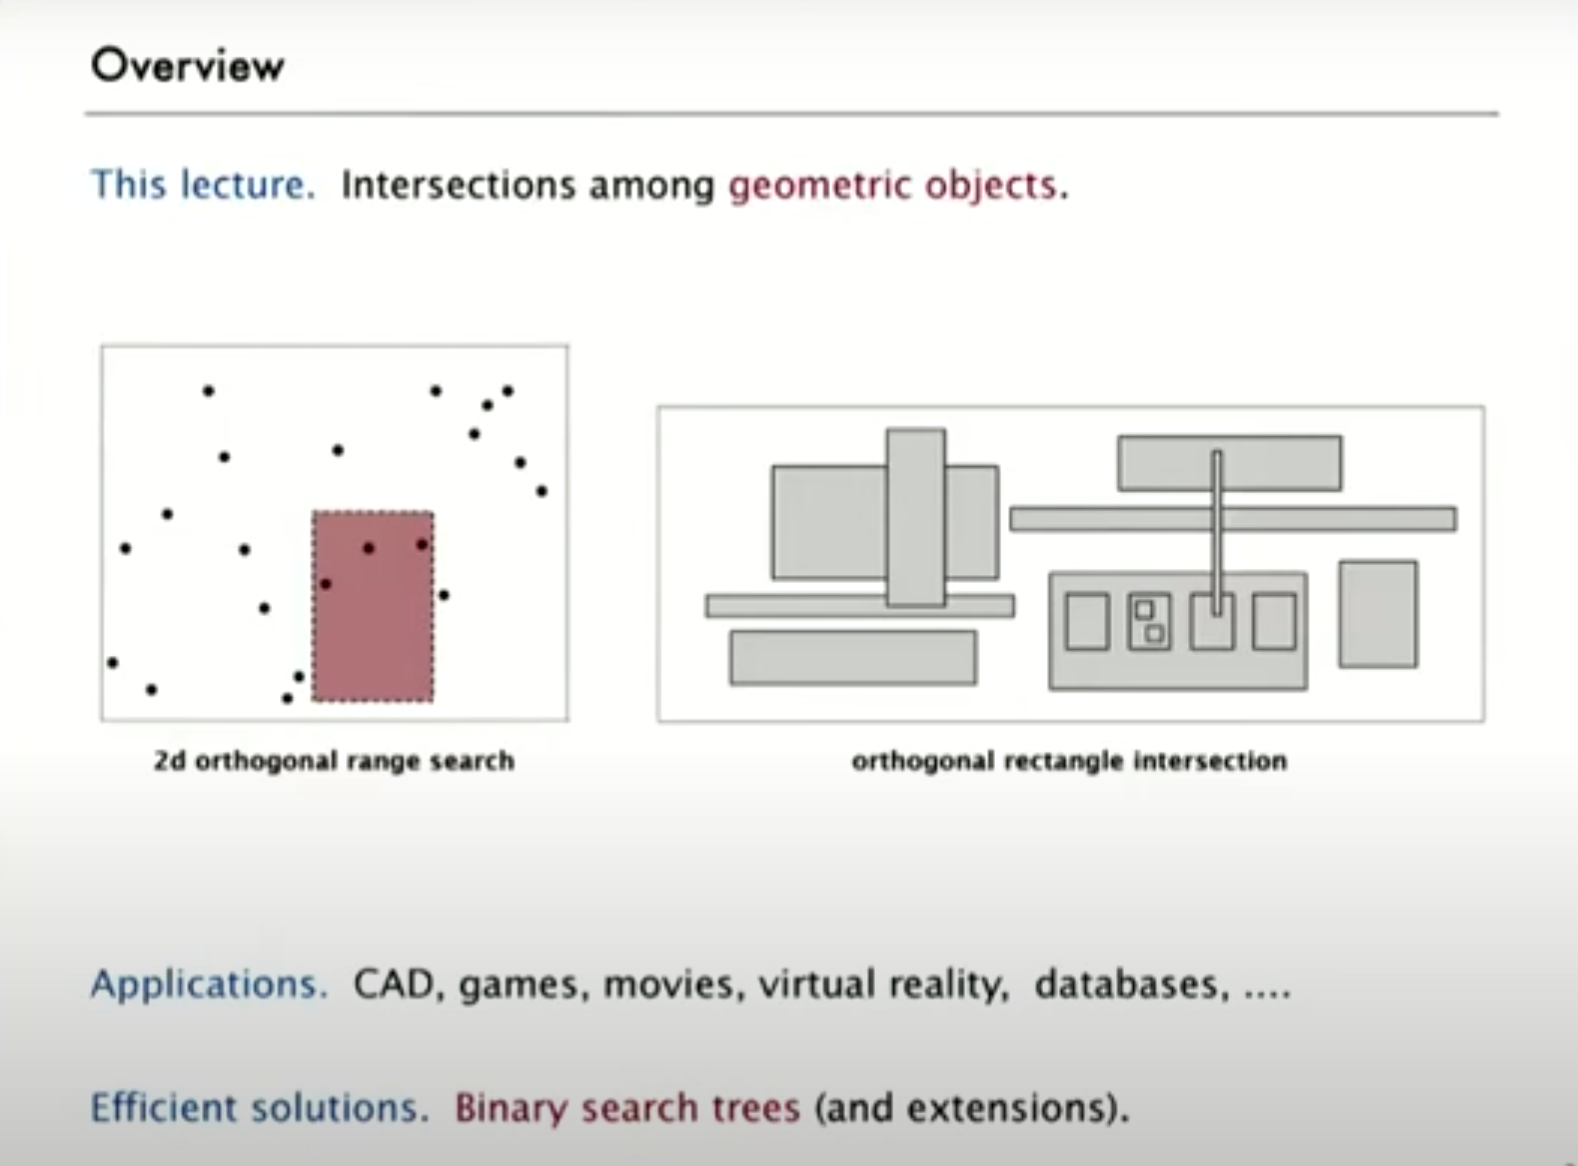 Overview
This lecture. Intersections among geometric objects.
2d orthogonal range search
orthogonal rectangle intersection
Applications. CAD, games, movies, virtual reality, databases, ....
Efficient solutions. Binary search trees (and extensions).